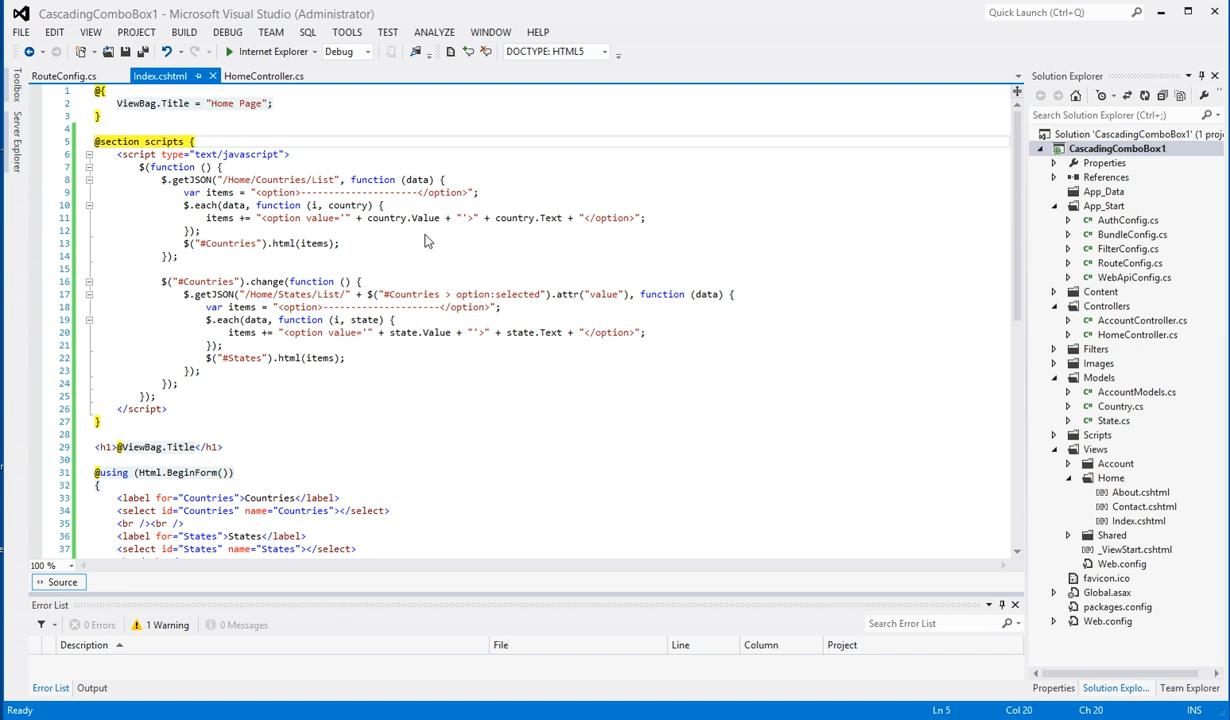 CascadingComboBox1 - Microsoft Visual Studio (Administrator)
Quick Launch (Ctrl+Q)
FILE EDIT VIEW PROJECT BUILD DEBUG TEAM SQL TOOLS TEST ANALYZE WINDOW HELP
Internet Explorer Debug DOCTYPE: HTML5
Toolbox
Server Explorer
RouteConfig.cs Index.cshtml HomeController.cs
1 @{
2 ViewBag.Title = "Home Page";
3 }
4
5 @section scripts {
6 <script type="text/javascript">
7 $(function () {
8 $.getJSON("/Home/Countries/List", function (data) {
9 var items = "<option>---------------------</option>";
10 $.each(data, function (i, country) {
11 items += "<option value='" + country.Value + "'>" + country.Text + "</option>";
12 });
13 $("#Countries").html(items);
14 });
15
16 $("#Countries").change(function () {
17 $.getJSON("/Home/States/List/" + $("#Countries > option:selected").attr("value"), function (data) {
18 var items = "<option>---------------------</option>";
19 $.each(data, function (i, state) {
20 items += "<option value='" + state.Value + "'>" + state.Text + "</option>";
21 });
22 $("#States").html(items);
23 });
24 });
25 });
26 </script>
27 }
28
29 <h1>@ViewBag.Title</h1>
30
31 @using (Html.BeginForm())
32 {
33 <label for="Countries">Countries</label>
34 <select id="Countries" name="Countries"></select>
35 <br /><br />
36 <label for="States">States</label>
37 <select id="States" name="States"></select>
100 %
Source
Error List
0 Errors 1 Warning 0 Messages
Search Error List
Description File Line Column Project
Error List Output
Solution Explorer
Search Solution Explorer (Ctrl+;)
Solution 'CascadingComboBox1' (1 proj
CascadingComboBox1
Properties
References
App_Data
App_Start
AuthConfig.cs
BundleConfig.cs
FilterConfig.cs
RouteConfig.cs
WebApiConfig.cs
Content
Controllers
AccountController.cs
HomeController.cs
Filters
Images
Models
AccountModels.cs
Country.cs
State.cs
Scripts
Views
Account
Home
About.cshtml
Contact.cshtml
Index.cshtml
Shared
_ViewStart.cshtml
Web.config
favicon.ico
Global.asax
packages.config
Web.config
Properties Solution Explo... Team Explorer
Ready Ln 5 Col 20 Ch 20 INS